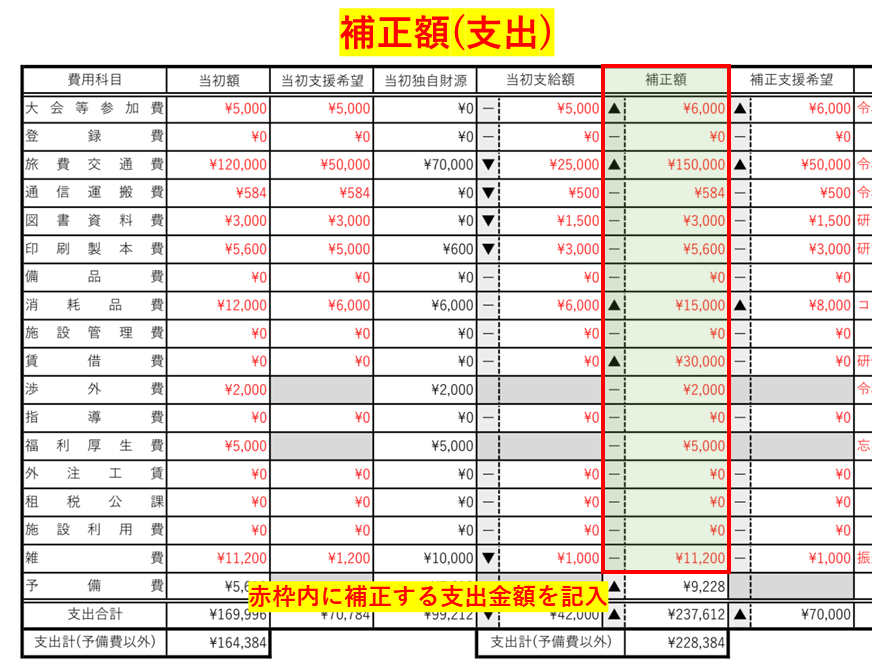 補正額(支出)
費用科目 当初額 当初支援希望 当初独自財源 当初支給額 補正額 補正支援希望
大会等参加費 ¥5,000 ¥5,000 ¥0 － ¥5,000 ▲ ¥6,000 ▲ ¥6,000 令
登録費 ¥0 ¥0 ¥0 － ¥0 － ¥0 － ¥0
旅費交通費 ¥120,000 ¥50,000 ¥70,000 ▼ ¥25,000 ▲ ¥150,000 ▲ ¥50,000 令
通信運搬費 ¥584 ¥584 ¥0 ▼ ¥500 － ¥584 － ¥500 令
図書資料費 ¥3,000 ¥3,000 ¥0 ▼ ¥1,500 － ¥3,000 － ¥1,500 研
印刷製本費 ¥5,600 ¥5,000 ¥600 ▼ ¥3,000 － ¥5,600 － ¥3,000 研
備品費 ¥0 ¥0 ¥0 － ¥0 － ¥0 － ¥0
消耗品費 ¥12,000 ¥6,000 ¥6,000 － ¥6,000 ▲ ¥15,000 ▲ ¥8,000 コ
施設管理費 ¥0 ¥0 ¥0 － ¥0 － ¥0 － ¥0
賃借費 ¥0 ¥0 ¥0 － ¥0 ▲ ¥30,000 － ¥0 研
渉外費 ¥2,000 ¥2,000 － ¥2,000 令
指導費 ¥0 ¥0 ¥0 － ¥0 － ¥0 － ¥0
福利厚生費 ¥5,000 ¥5,000 － ¥5,000 忘
外注工賃 ¥0 ¥0 ¥0 － ¥0 － ¥0 － ¥0
租税公課 ¥0 ¥0 ¥0 － ¥0 － ¥0 － ¥0
施設利用費 ¥0 ¥0 ¥0 － ¥0 － ¥0 － ¥0
雑費 ¥11,200 ¥1,200 ¥10,000 ▼ ¥1,000 － ¥11,200 － ¥1,000 振
予備費 ▲ ¥9,228
赤枠内に補正する支出金額を記入
支出合計 ¥169,996 ¥70,784 ¥99,212 ▼ ¥42,000 ▲ ¥237,612 ▲ ¥70,000
支出計(予備費以外) ¥164,384 支出計(予備費以外) ¥228,384